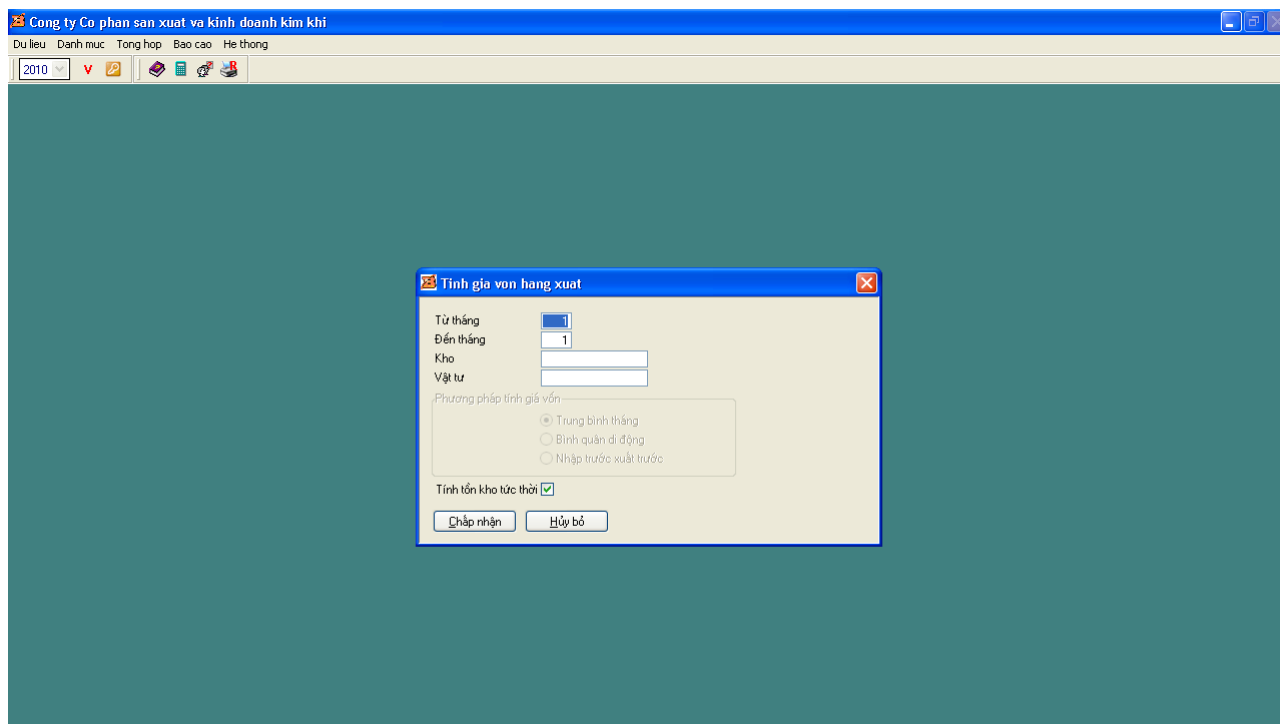 Cong ty Co phan san xuat va kinh doanh kim khi
Du lieu Danh muc Tong hop Bao cao He thong
2010 V
Tinh gia von hang xuat
Từ tháng 1
Đến tháng 1
Kho
Vật tư
Phương pháp tính giá vốn
Trung bình tháng
Bình quân di động
Nhập trước xuất trước
Tính tồn kho tức thời
Chấp nhận Hủy bỏ